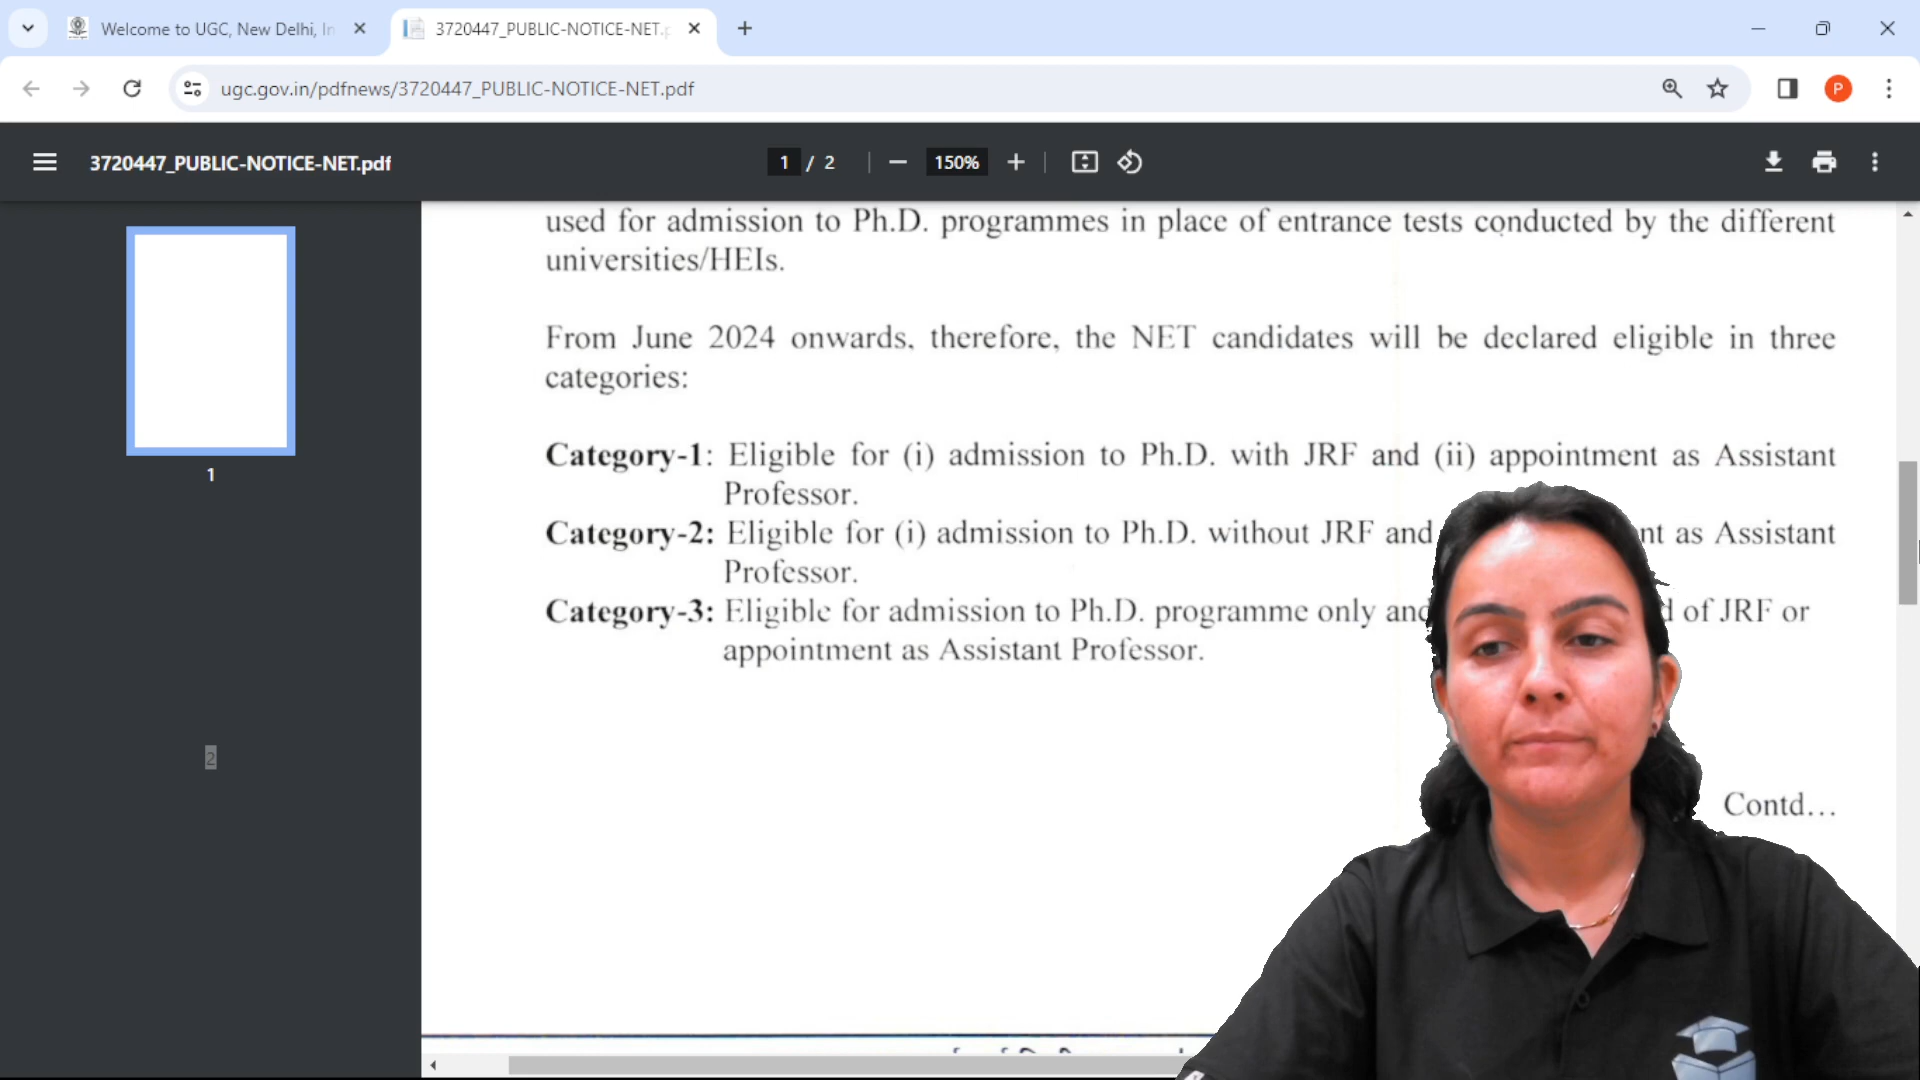 Welcome to UGC, New Delhi, In
3720447_PUBLIC-NOTICE-NET.p
ugc.gov.in/pdfnews/3720447_PUBLIC-NOTICE-NET.pdf
P
3720447_PUBLIC-NOTICE-NET.pdf
1 / 2
150%
used for admission to Ph.D. programmes in place of entrance tests conducted by the different
universities/HEIs.
From June 2024 onwards, therefore, the NET candidates will be declared eligible in three
categories:
Category-1: Eligible for (i) admission to Ph.D. with JRF and (ii) appointment as Assistant
Professor.
Category-2: Eligible for (i) admission to Ph.D. without JRF and nt as Assistant
Professor.
Category-3: Eligible for admission to Ph.D. programme only and d of JRF or
appointment as Assistant Professor.
Contd...
1
2